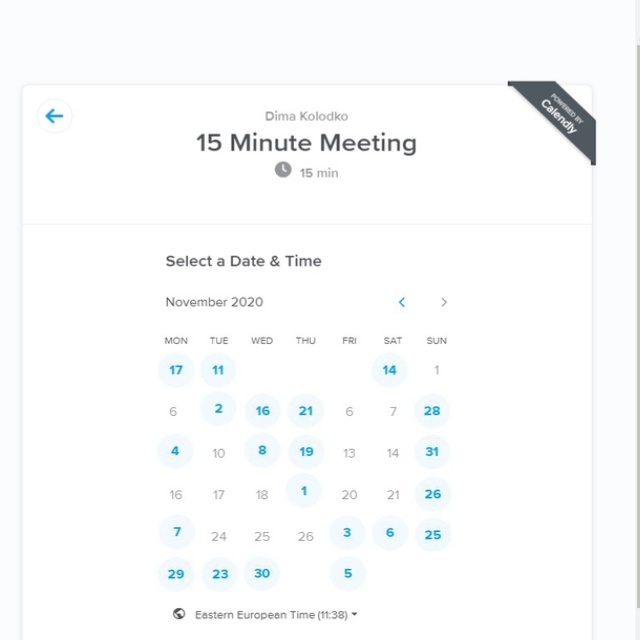 POWERED BY
Calendly
Dima Kolodko
15 Minute Meeting
15 min
Select a Date & Time
November 2020
MON TUE WED THU FRI SAT SUN
17 11 14 1
6 2 16 21 6 7 28
4 10 8 19 13 14 31
16 17 18 1 20 21 26
7 24 25 26 3 6 25
29 23 30 5
Eastern European Time (11:38)